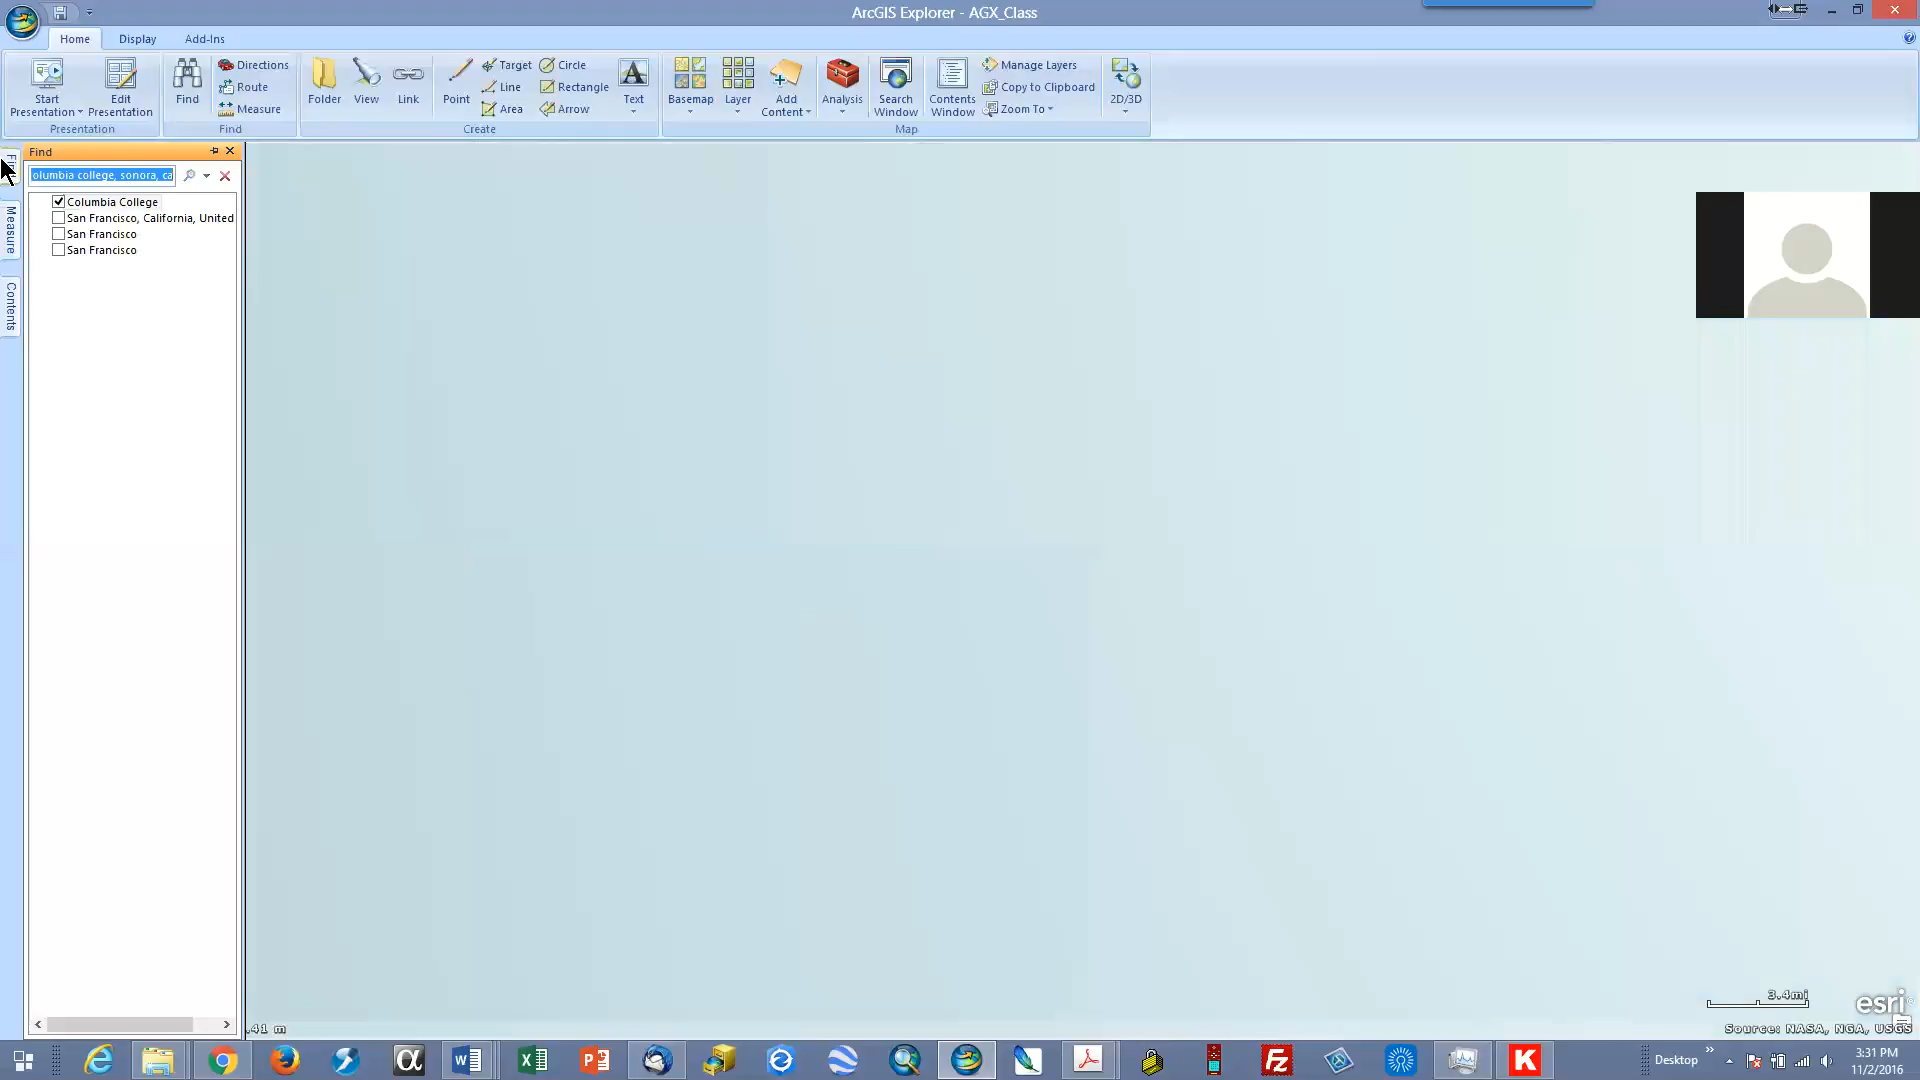 ArcGIS Explorer - AGX_Class
Home
Display
Add-Ins
Start
Presentation
Edit
Presentation
Presentation
Find
Directions
Route
Measure
Find
Folder
View
Link
Point
Target
Line
Area
Circle
Rectangle
Arrow
Text
Create
Basemap
Layer
Add
Content
Analysis
Search
Window
Contents
Window
Manage Layers
Copy to Clipboard
Zoom To
2D/3D
Map
Measure
Contents
Find
olumbia college, sonora, ca
Columbia College
San Francisco, California, United
San Francisco
San Francisco
.41 m
3.4mi
esri
Source: NASA, NGA, USGS
Desktop
3:31 PM
11/2/2016